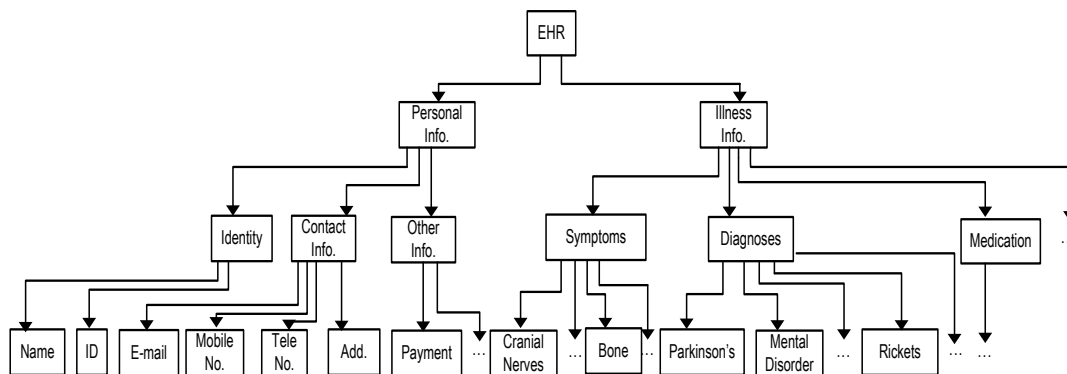 EHR
Personal
Info.
Illness
Info.
Identity
Contact
Info.
Other
Info.
Symptoms
Diagnoses
Medication
...
Name
ID
E-mail
Mobile
No.
Tele
No.
Add.
Payment
...
Cranial
Nerves
...
Bone
...
Parkinson's
Mental
Disorder
...
Rickets
...
...